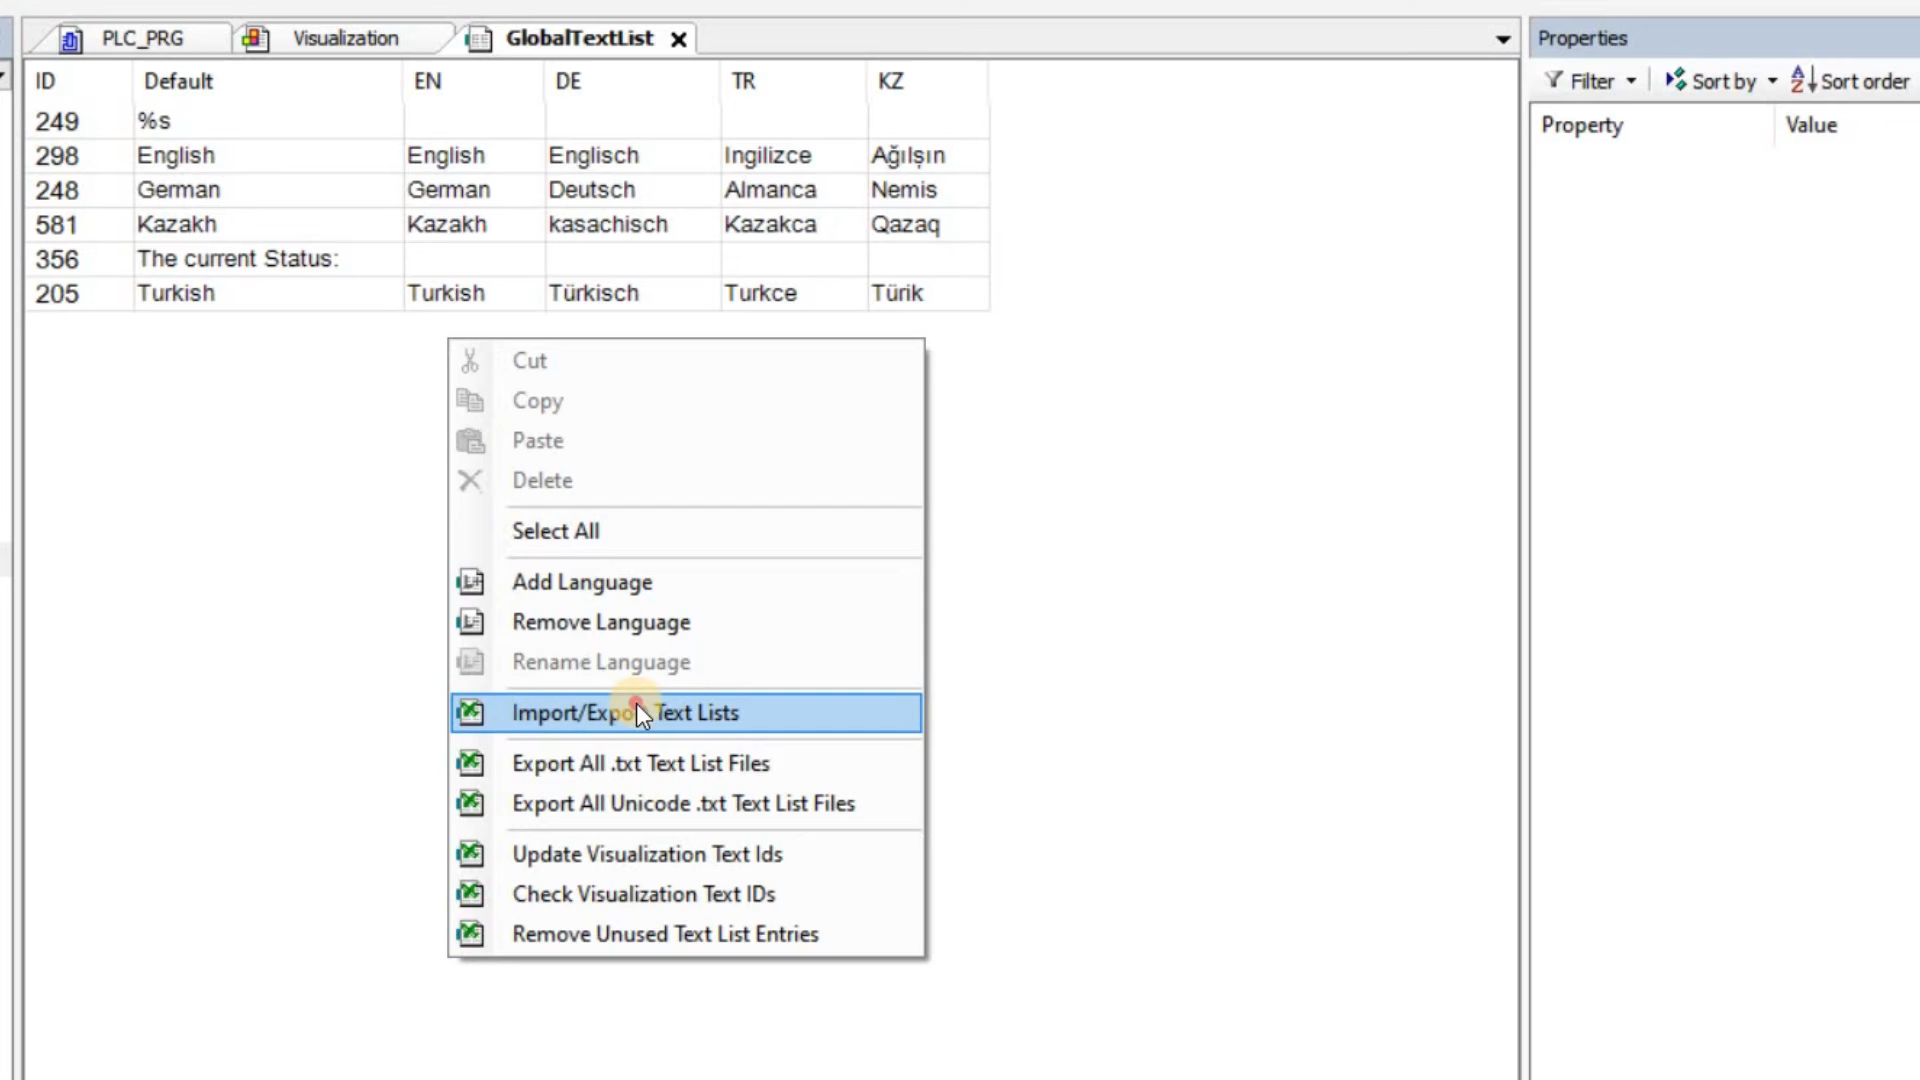 PLC_PRG Visualization GlobalTextList
Properties
Filter Sort by Sort order
Property Value
ID Default EN DE TR KZ
249 %s
298 English English Englisch Ingilizce Ağılşın
248 German German Deutsch Almanca Nemis
581 Kazakh Kazakh kasachisch Kazakca Qazaq
356 The current Status:
205 Turkish Turkish Türkisch Turkce Türik
Cut
Copy
Paste
Delete
Select All
Add Language
Remove Language
Rename Language
Import/Export Text Lists
Export All .txt Text List Files
Export All Unicode .txt Text List Files
Update Visualization Text Ids
Check Visualization Text IDs
Remove Unused Text List Entries